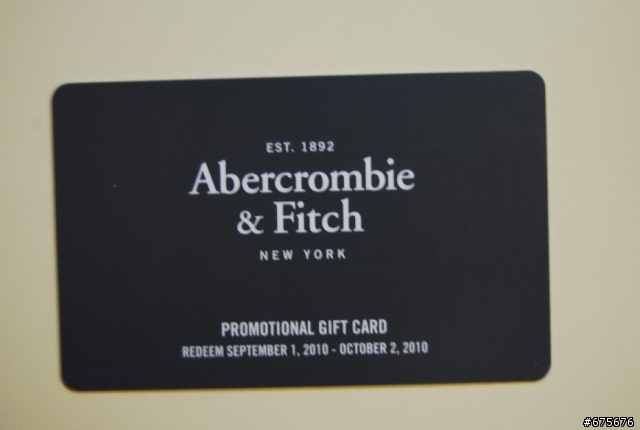 EST. 1892
Abercrombie
& Fitch
NEW YORK
PROMOTIONAL GIFT CARD
REDEEM SEPTEMBER 1, 2010 - OCTOBER 2, 2010
#675676